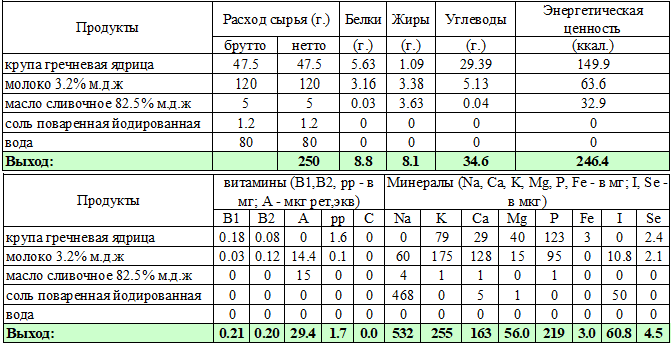 Продукты Расход сырья (г.) Белки Жиры Углеводы Энергетическая ценность
брутто нетто (г.) (г.) (г.) (ккал.)
крупа гречневая ядрица 47.5 47.5 5.63 1.09 29.39 149.9
молоко 3.2% м.д.ж 120 120 3.16 3.38 5.13 63.6
масло сливочное 82.5% м.д.ж 5 5 0.03 3.63 0.04 32.9
соль поваренная йодированная 1.2 1.2 0 0 0 0
вода 80 80 0 0 0 0
Выход: 250 8.8 8.1 34.6 246.4
Продукты витамины (B1,B2, рр - в мг; А - мкг рет,экв) Минералы (Na, Ca, K, Mg, P, Fe - в мг; I, Se - в мкг)
B1 B2 A рр C Na K Ca Mg P Fe I Se
крупа гречневая ядрица 0.18 0.08 0 1.6 0 0 79 29 40 123 3 0 2.4
молоко 3.2% м.д.ж 0.03 0.12 14.4 0.1 0 60 175 128 15 95 0 10.8 2.1
масло сливочное 82.5% м.д.ж 0 0 15 0 0 4 1 1 0 1 0 0 0
соль поваренная йодированная 0 0 0 0 0 468 0 5 1 0 0 50 0
вода 0 0 0 0 0 0 0 0 0 0 0 0 0
Выход: 0.21 0.20 29.4 1.7 0.0 532 255 163 56.0 219 3.0 60.8 4.5